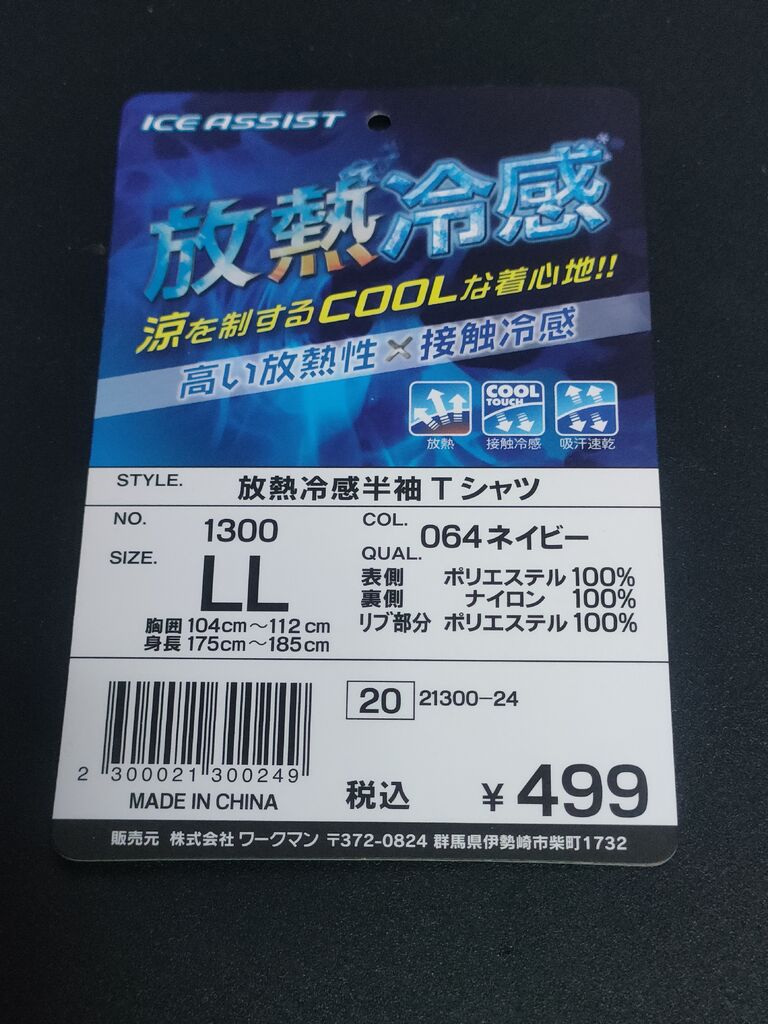 ICE ASSIST
放熱冷感*
涼を制するCOOLな着心地!!
高い放熱性×接触冷感
COOL
TOUCH
放熱 接触冷感 吸汗速乾
STYLE. 放熱冷感半袖Tシャツ
NO. 1300
COL. 064ネイビー
SIZE. LL
胸囲 104cm～112cm
身長 175cm～185cm
QUAL.
表側 ポリエステル 100%
裏側 ナイロン 100%
リブ部分 ポリエステル 100%
20 21300-24
2 300021 300249
MADE IN CHINA
税込 ¥499
販売元 株式会社ワークマン 〒372-0824 群馬県伊勢崎市柴町1732